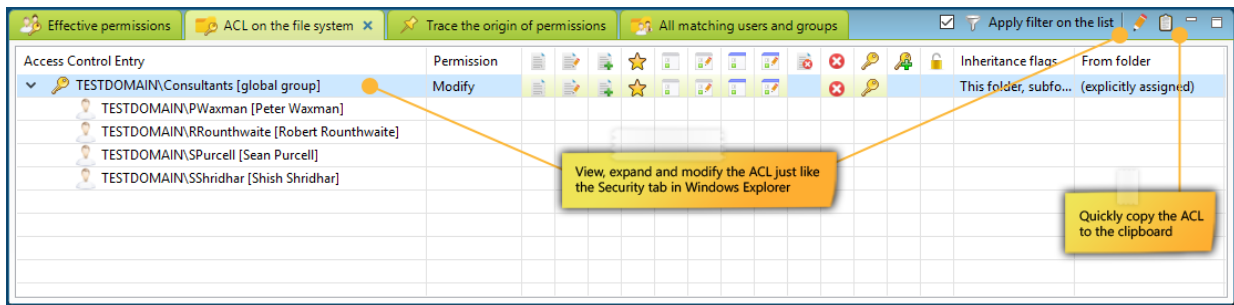 Effective permissions
ACL on the file system
Trace the origin of permissions
All matching users and groups
Apply filter on the list
Access Control Entry Permission Inheritance flags From folder
TESTDOMAIN\Consultants [global group] Modify This folder, subfo... (explicitly assigned)
TESTDOMAIN\PWaxman [Peter Waxman]
TESTDOMAIN\RRounthwaite [Robert Rounthwaite]
TESTDOMAIN\SPurcell [Sean Purcell]
TESTDOMAIN\SShridhar [Shish Shridhar]
View, expand and modify the ACL just like
the Security tab in Windows Explorer
Quickly copy the ACL
to the clipboard